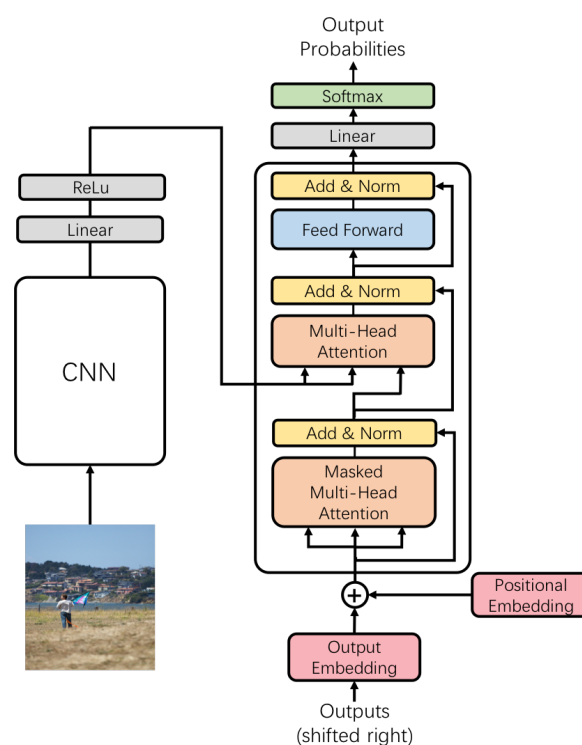 Output
Probabilities
Softmax
Linear
Add & Norm
Feed Forward
Add & Norm
Multi-Head
Attention
Add & Norm
Masked
Multi-Head
Attention
ReLu
Linear
CNN
+
Positional
Embedding
Output
Embedding
Outputs
(shifted right)